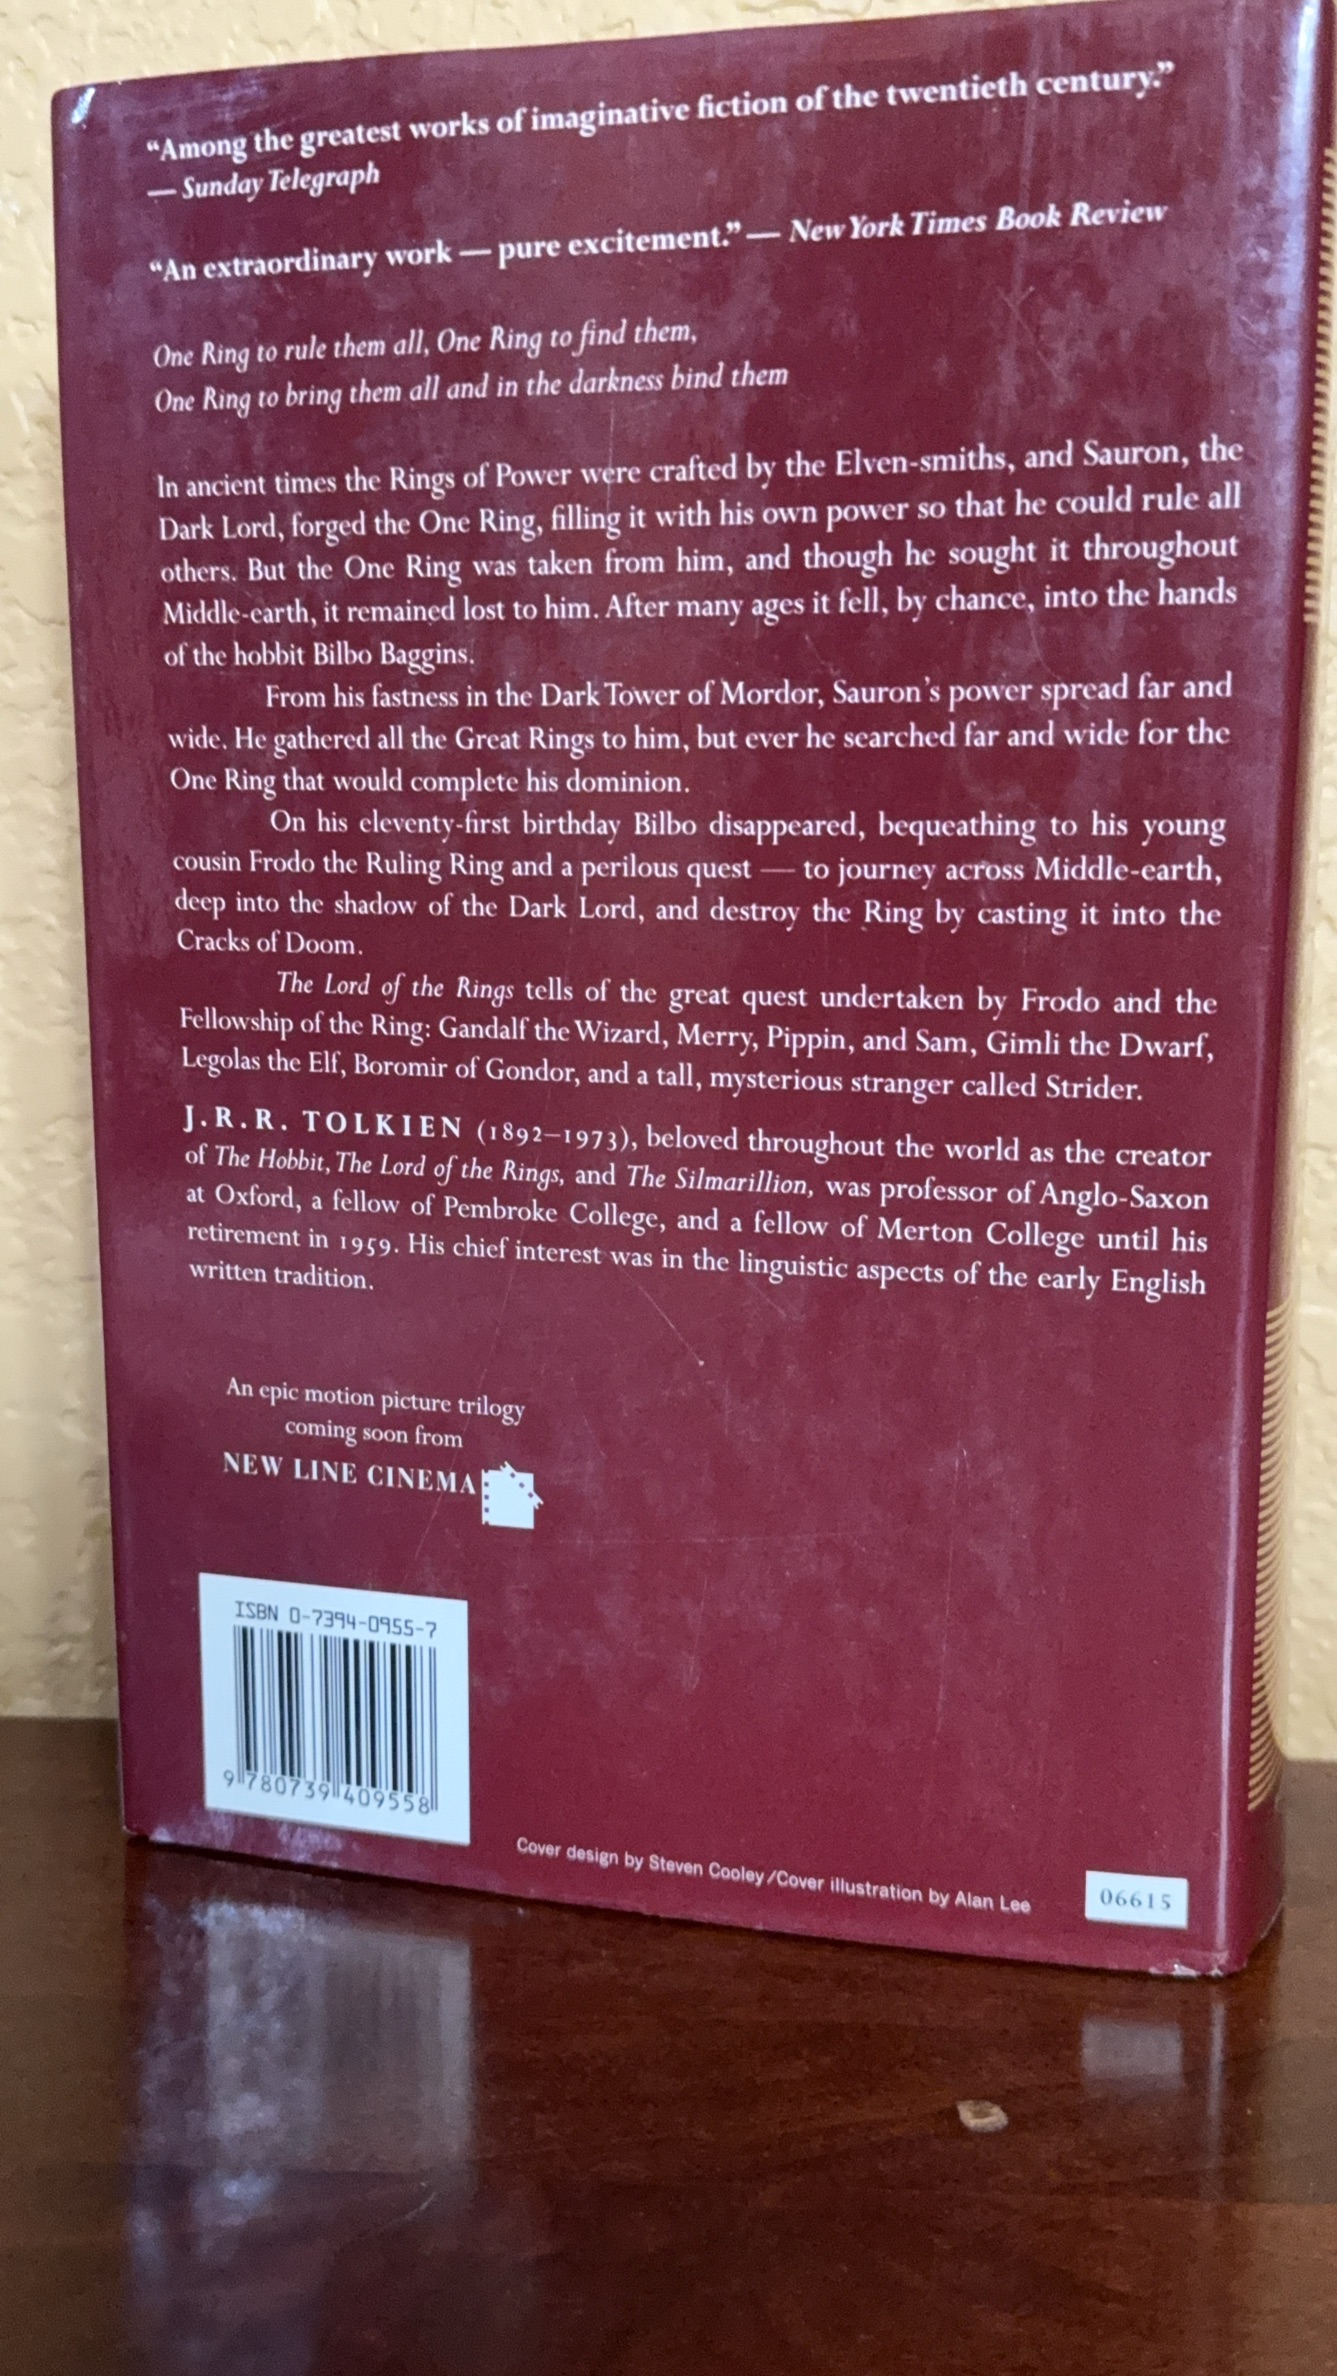 “Among the greatest works of imaginative fiction of the twentieth century.”
— Sunday Telegraph
“An extraordinary work — pure excitement.” — New York Times Book Review
One Ring to rule them all, One Ring to find them,
One Ring to bring them all and in the darkness bind them
In ancient times the Rings of Power were crafted by the Elven-smiths, and Sauron, the
Dark Lord, forged the One Ring, filling it with his own power so that he could rule all
others. But the One Ring was taken from him, and though he sought it throughout
Middle-earth, it remained lost to him. After many ages it fell, by chance, into the hands
of the hobbit Bilbo Baggins.
From his fastness in the Dark Tower of Mordor, Sauron’s power spread far and
wide. He gathered all the Great Rings to him, but ever he searched far and wide for the
One Ring that would complete his dominion.
On his eleventy-first birthday Bilbo disappeared, bequeathing to his young
cousin Frodo the Ruling Ring and a perilous quest — to journey across Middle-earth,
deep into the shadow of the Dark Lord, and destroy the Ring by casting it into the
Cracks of Doom.
The Lord of the Rings tells of the great quest undertaken by Frodo and the
Fellowship of the Ring: Gandalf the Wizard, Merry, Pippin, and Sam, Gimli the Dwarf,
Legolas the Elf, Boromir of Gondor, and a tall, mysterious stranger called Strider.
J.R.R. TOLKIEN (1892–1973), beloved throughout the world as the creator
of The Hobbit, The Lord of the Rings, and The Silmarillion, was professor of Anglo-Saxon
at Oxford, a fellow of Pembroke College, and a fellow of Merton College until his
retirement in 1959. His chief interest was in the linguistic aspects of the early English
written tradition.
An epic motion picture trilogy
coming soon from
NEW LINE CINEMA
ISBN 0-7394-0955-7
9 780739 409558
Cover design by Steven Cooley/Cover illustration by Alan Lee
06615